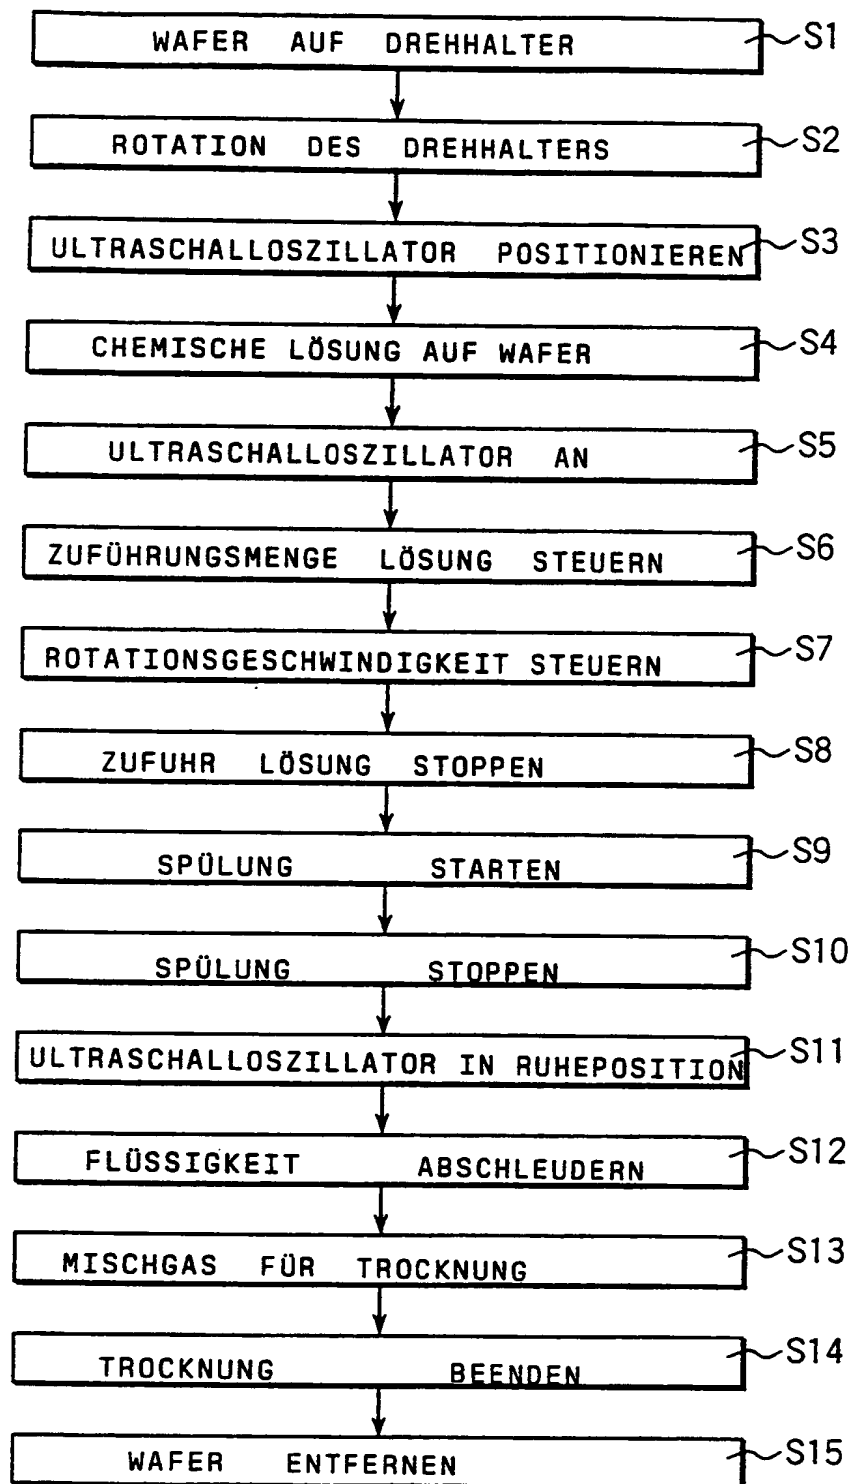 WAFER AUF DREHHALTER S1
ROTATION DES DREHHALTERS S2
ULTRASCHALLOSZILLATOR POSITIONIEREN S3
CHEMISCHE LÖSUNG AUF WAFER S4
ULTRASCHALLOSZILLATOR AN S5
ZUFÜHRUNGSMENGE LÖSUNG STEUERN S6
ROTATIONSGESCHWINDIGKEIT STEUERN S7
ZUFUHR LÖSUNG STOPPEN S8
SPÜLUNG STARTEN S9
SPÜLUNG STOPPEN S10
ULTRASCHALLOSZILLATOR IN RUHEPOSITION S11
FLÜSSIGKEIT ABSCHLEUDERN S12
MISCHGAS FÜR TROCKNUNG S13
TROCKNUNG BEENDEN S14
WAFER ENTFERNEN S15